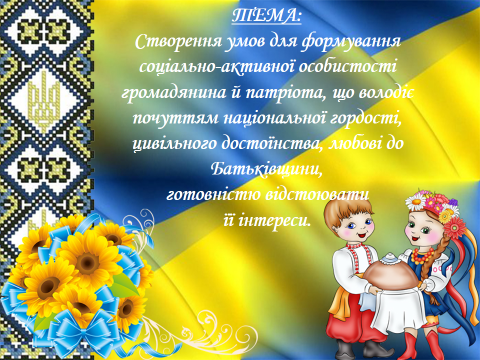 ТЕМА:
Створення умов для формування
соціально-активної особистості
громадянина й патріота, що володіє
почуттям національної гордості,
цивільного достоїнства, любові до
Батьківщини,
готовністю відстоювати
її інтереси.